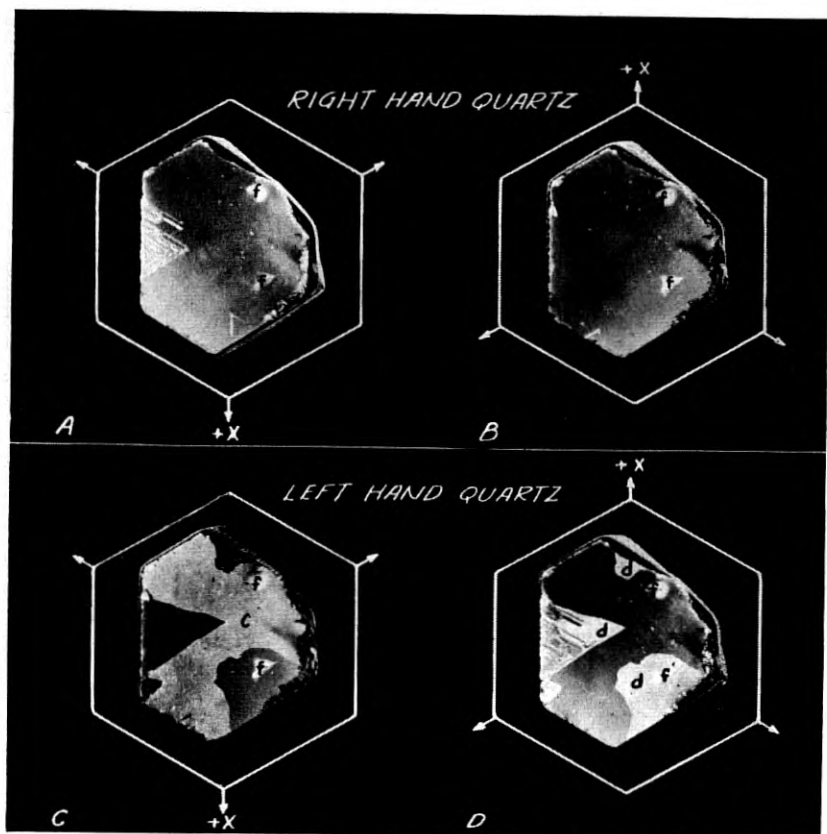 +X
RIGHT HAND QUARTZ
f
f
f
f
A
+X
B
+X
LEFT HAND QUARTZ
d
f
c
d
f
d f'
C
+X
D